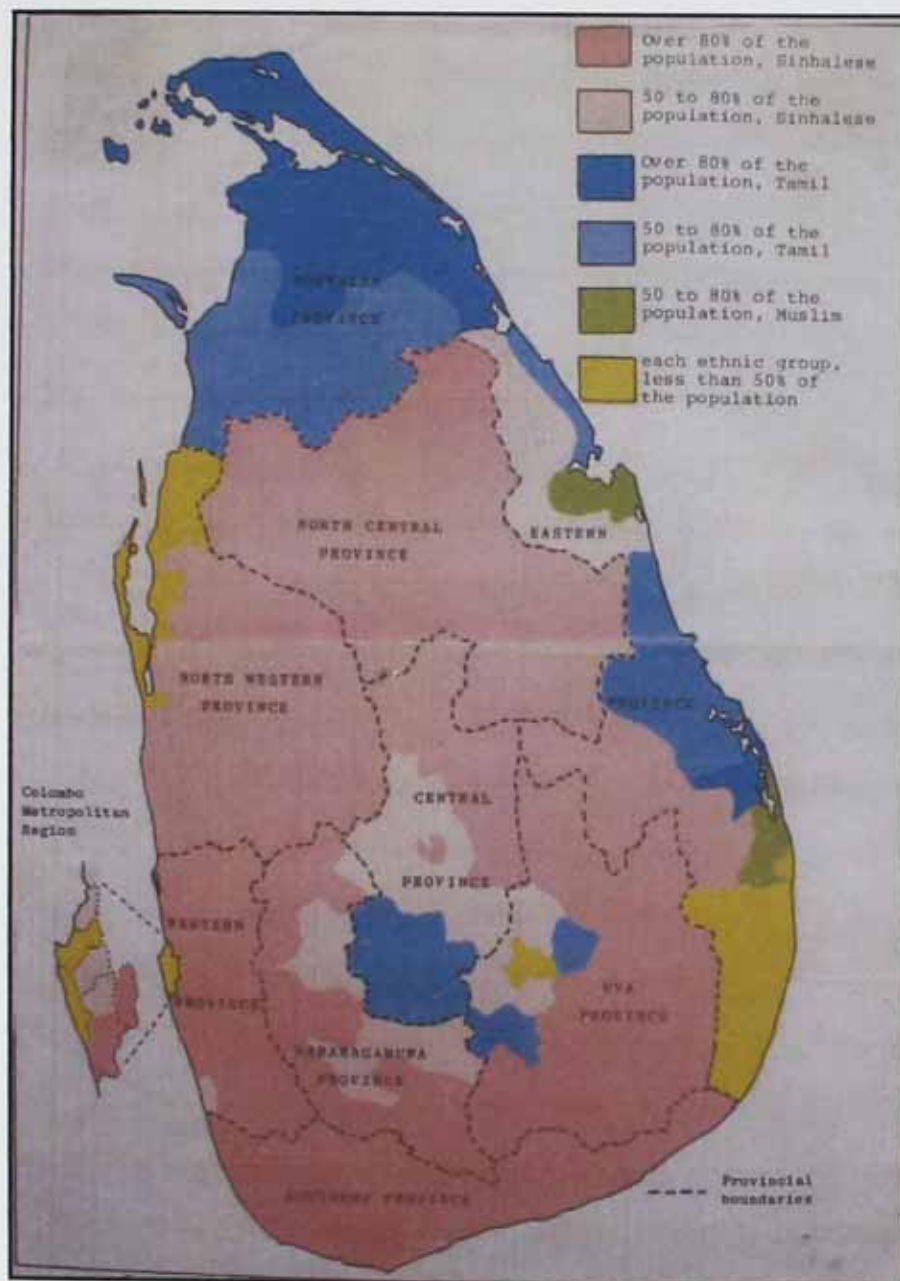 Over 80% of the
population, Sinhalese
50 to 80% of the
population, Sinhalese
Over 80% of the
population, Tamil
50 to 80% of the
population, Tamil
50 to 80% of the
population, Muslim
each ethnic group,
less than 50% of
the population
NORTHERN
PROVINCE
NORTH CENTRAL
PROVINCE
EASTERN
PROVINCE
NORTH WESTERN
PROVINCE
Colombo
Metropolitan
Region
CENTRAL
PROVINCE
WESTERN
PROVINCE
UVA
PROVINCE
SABARAGAMUWA
PROVINCE
SOUTHERN PROVINCE
Provincial
boundaries